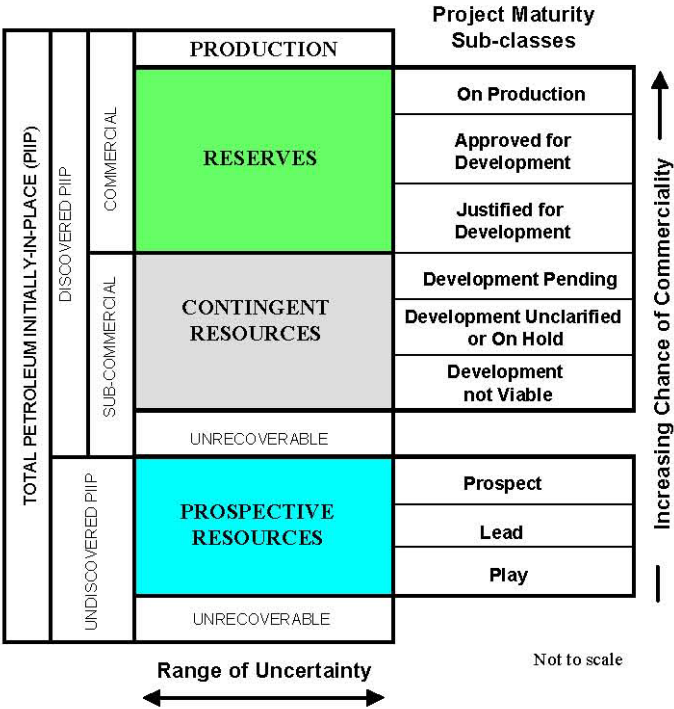 Project Maturity
Sub-classes
TOTAL PETROLEUM INITIALLY-IN-PLACE (PIIP)
DISCOVERED PIIP
UNDISCOVERED PIIP
COMMERCIAL
SUB-COMMERCIAL
PRODUCTION
RESERVES
On Production
Approved for
Development
Justified for
Development
CONTINGENT
RESOURCES
Development Pending
Development Unclarified
or On Hold
Development
not Viable
UNRECOVERABLE
PROSPECTIVE
RESOURCES
Prospect
Lead
Play
UNRECOVERABLE
Increasing Chance of Commerciality
Range of Uncertainty
Not to scale